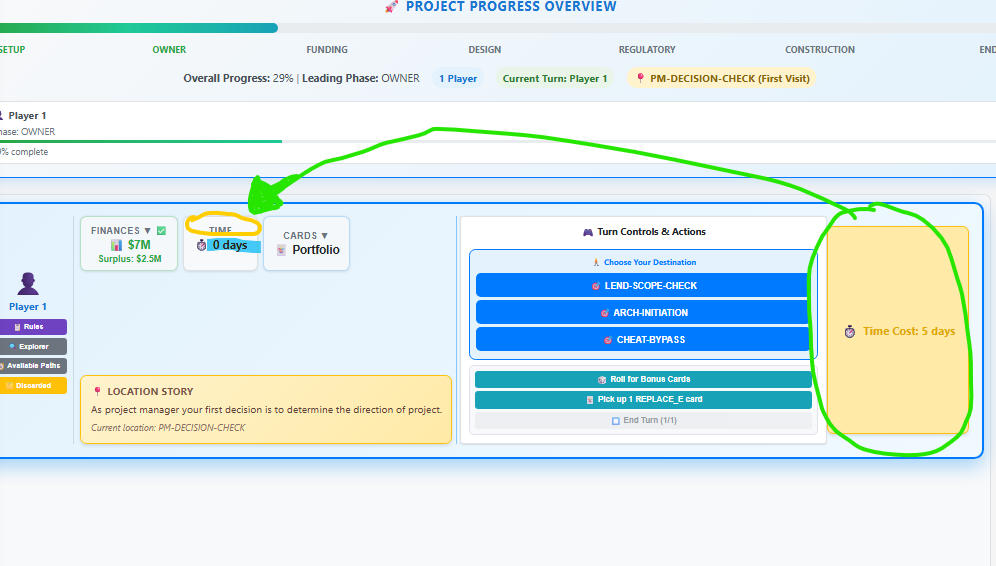 🚀 PROJECT PROGRESS OVERVIEW
SETUP OWNER FUNDING DESIGN REGULATORY CONSTRUCTION END
Overall Progress: 29% | Leading Phase: OWNER 1 Player Current Turn: Player 1 📍 PM-DECISION-CHECK (First Visit)
Player 1
hase: OWNER
9% complete
FINANCES ▼ ✅
📊 $7M
Surplus: $2.5M
TIME
⏱ 0 days
CARDS ▼
🃏 Portfolio
Player 1
Rules
Explorer
Available Paths
Discarded
📍 LOCATION STORY
As project manager your first decision is to determine the direction of project.
Current location: PM-DECISION-CHECK
🎮 Turn Controls & Actions
Choose Your Destination
🎯 LEND-SCOPE-CHECK
🎯 ARCH-INITIATION
🎯 CHEAT-BYPASS
🎲 Roll for Bonus Cards
🃏 Pick up 1 REPLACE_E card
End Turn (1/1)
⏱ Time Cost: 5 days